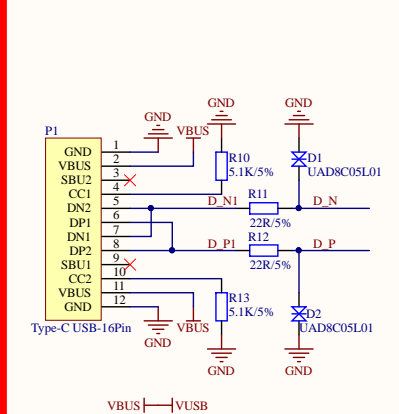 GND
GND
P1
GND
VBUS
GND 1
VBUS 2
SBU2 3
CC1 4
DN2 5
DP1 6
DN1 7
DP2 8
SBU1 9
CC2 10
VBUS 11
GND 12
Type-C USB-16Pin
R10
5.1K/5%
D1
UAD8C05L01
D_N1
R11
22R/5%
D_N
D_P1
R12
22R/5%
D_P
R13
5.1K/5%
D2
UAD8C05L01
GND
VBUS
GND
GND
VBUS
VUSB